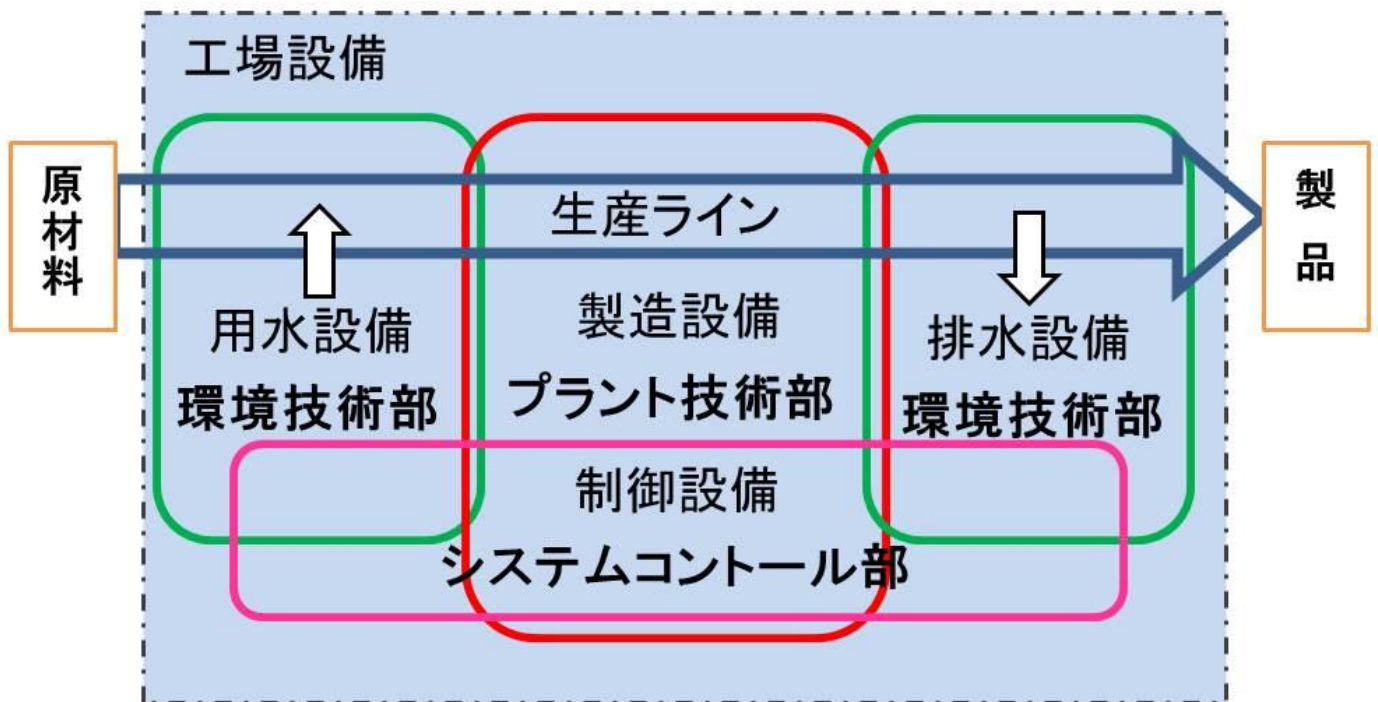 工場設備
原材料
生産ライン
製品
用水設備
環境技術部
製造設備
プラント技術部
排水設備
環境技術部
制御設備
システムコントロール部